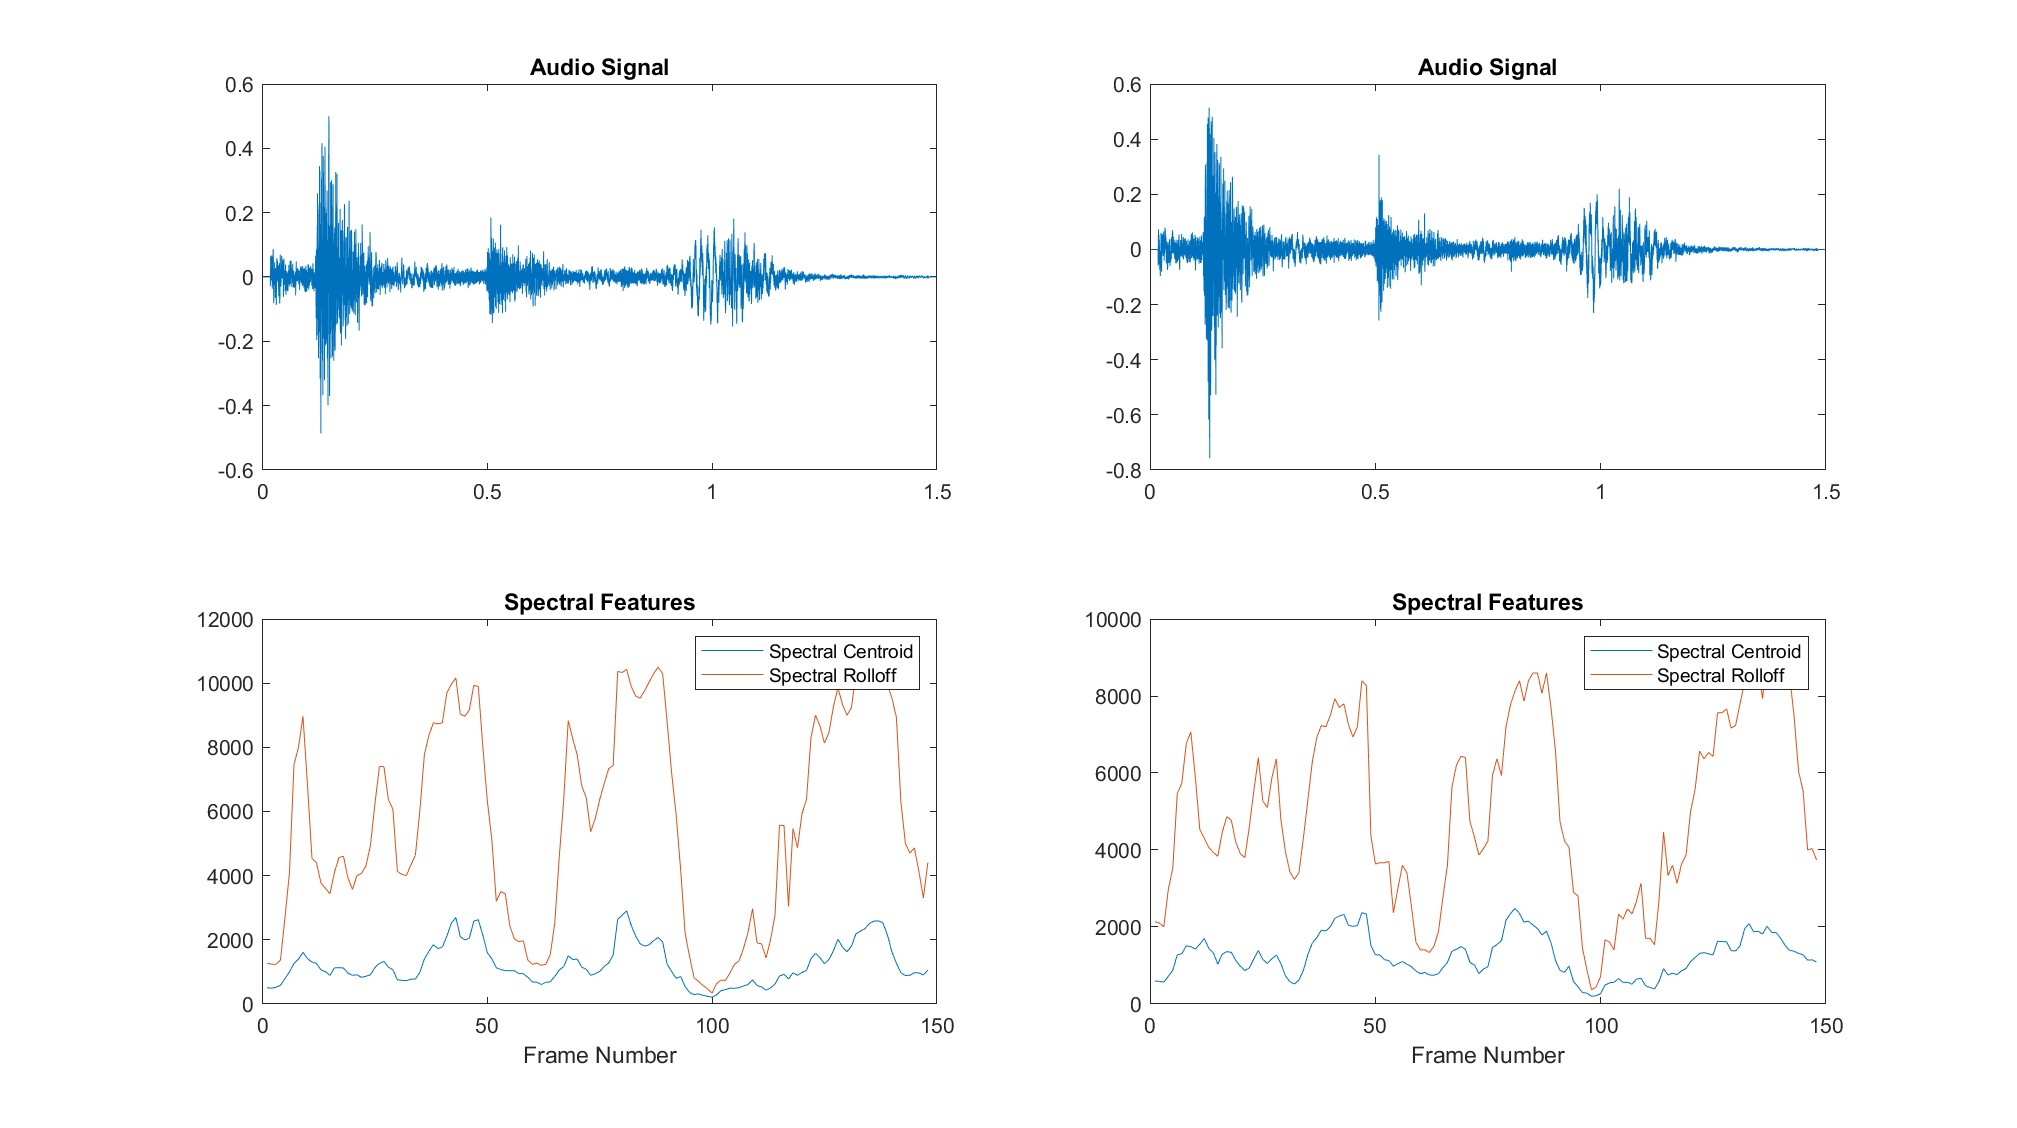 Audio Signal
0.6
0.4
0.2
0
-0.2
-0.4
-0.6
0 0.5 1 1.5
Audio Signal
0.6
0.4
0.2
0
-0.2
-0.4
-0.6
-0.8
0 0.5 1 1.5
Spectral Features
12000
10000
8000
6000
4000
2000
0
Spectral Centroid
Spectral Rolloff
0 50 100 150
Frame Number
Spectral Features
10000
8000
6000
4000
2000
0
Spectral Centroid
Spectral Rolloff
0 50 100 150
Frame Number